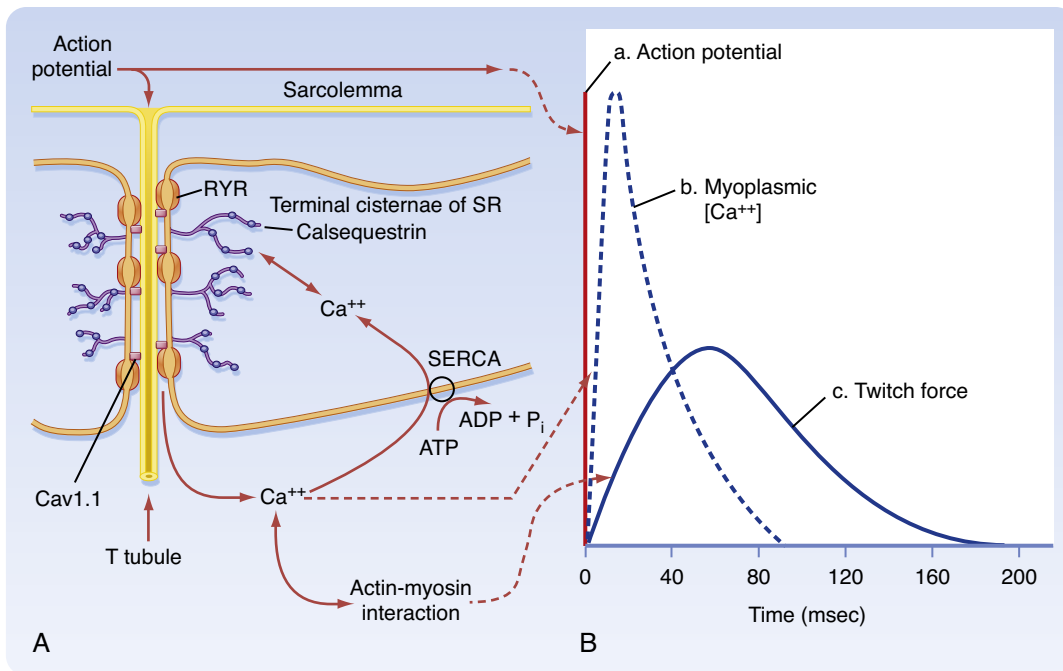 Action
potential
Sarcolemma
RYR
Terminal cisternae of SR
Calsequestrin
Ca++
SERCA
ADP + Pi
ATP
Cav1.1
Ca++
T tubule
Actin-myosin
interaction
A
a. Action potential
b. Myoplasmic
[Ca++]
c. Twitch force
0 40 80 120 160 200
Time (msec)
B